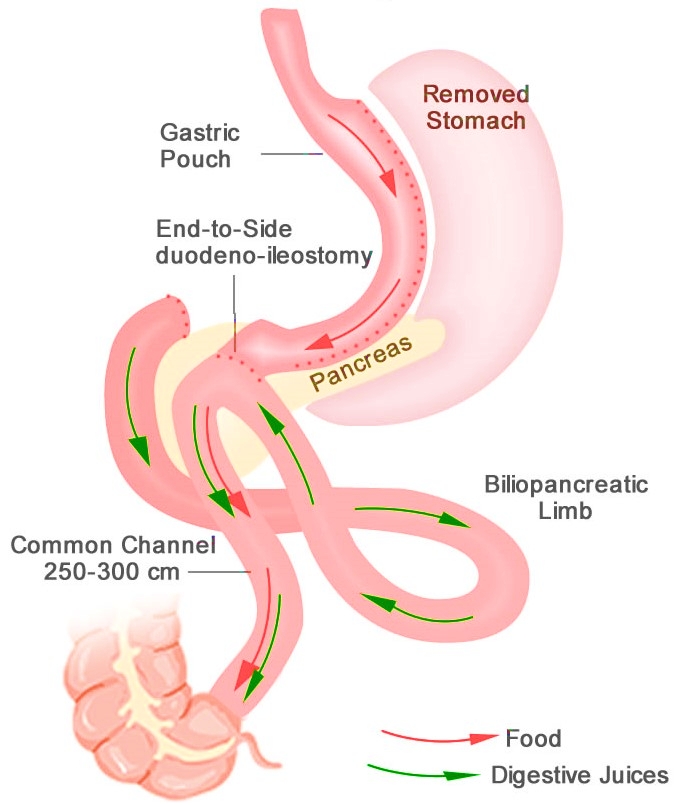 Removed
Stomach
Gastric
Pouch
End-to-Side
duodeno-ileostomy
Pancreas
Biliopancreatic
Limb
Common Channel
250-300 cm
Food
Digestive Juices